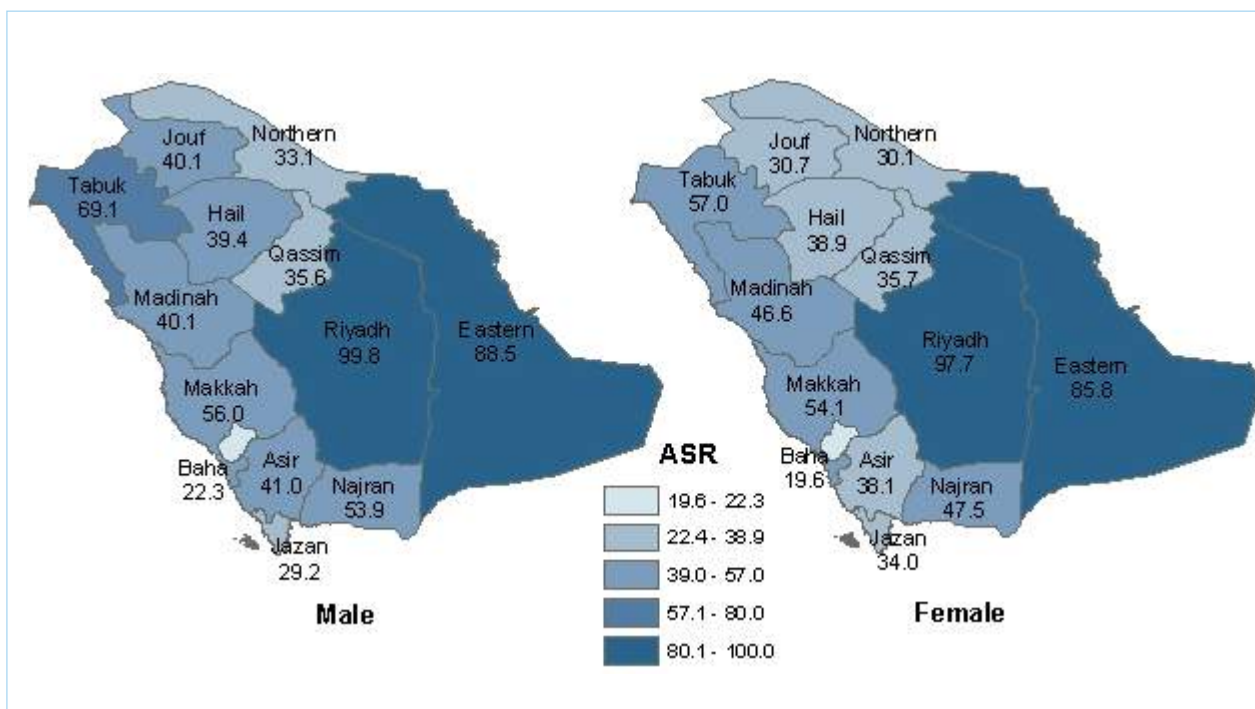 Jouf
40.1
Northern
33.1
Tabuk
69.1
Hail
39.4
Qassim
35.6
Madinah
40.1
Riyadh
99.8
Eastern
88.5
Makkah
56.0
Baha
22.3
Asir
41.0
Najran
53.9
Jazan
29.2
Male
ASR
19.6 - 22.3
22.4 - 38.9
39.0 - 57.0
57.1 - 80.0
80.1 - 100.0
Jouf
30.7
Northern
30.1
Tabuk
57.0
Hail
38.9
Qassim
35.7
Madinah
46.6
Riyadh
97.7
Eastern
85.8
Makkah
54.1
Baha
19.6
Asir
38.1
Najran
47.5
Jazan
34.0
Female